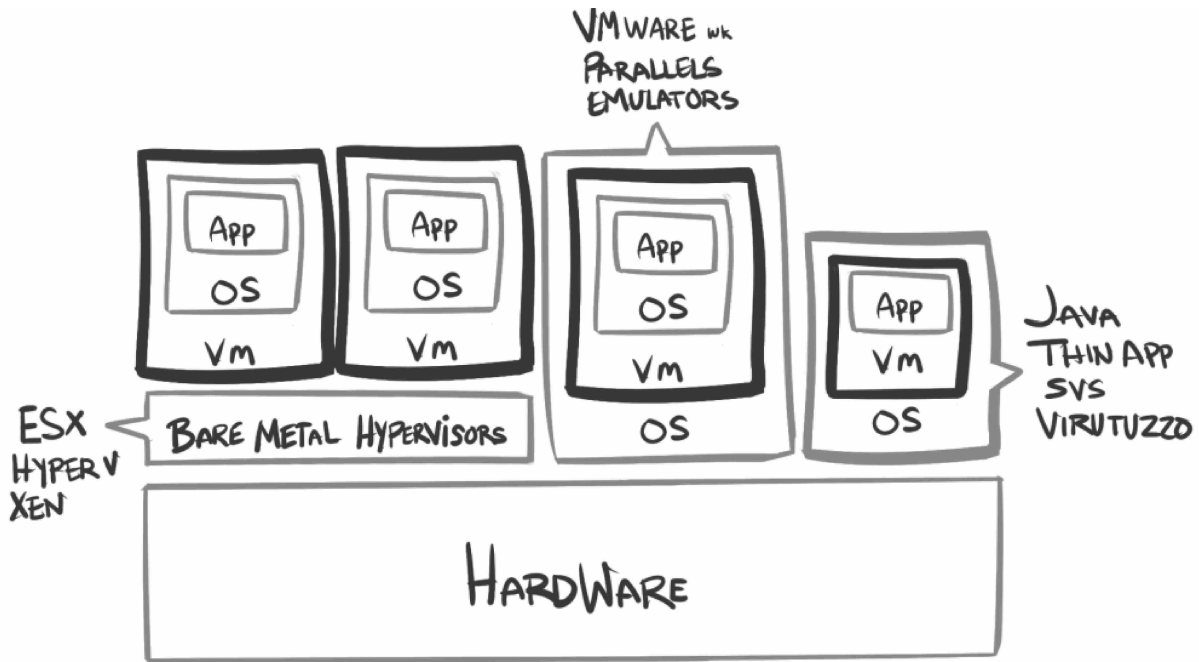 VMWARE wk
PARALLELS
EMULATORS
App
OS
Vm
App
OS
Vm
App
OS
Vm
OS
App
Vm
OS
JAVA
THIN APP
SVS
VIRUTUZZO
ESX
HYPER V
XEN
BARE METAL HYPERVISORS
HARDWARE